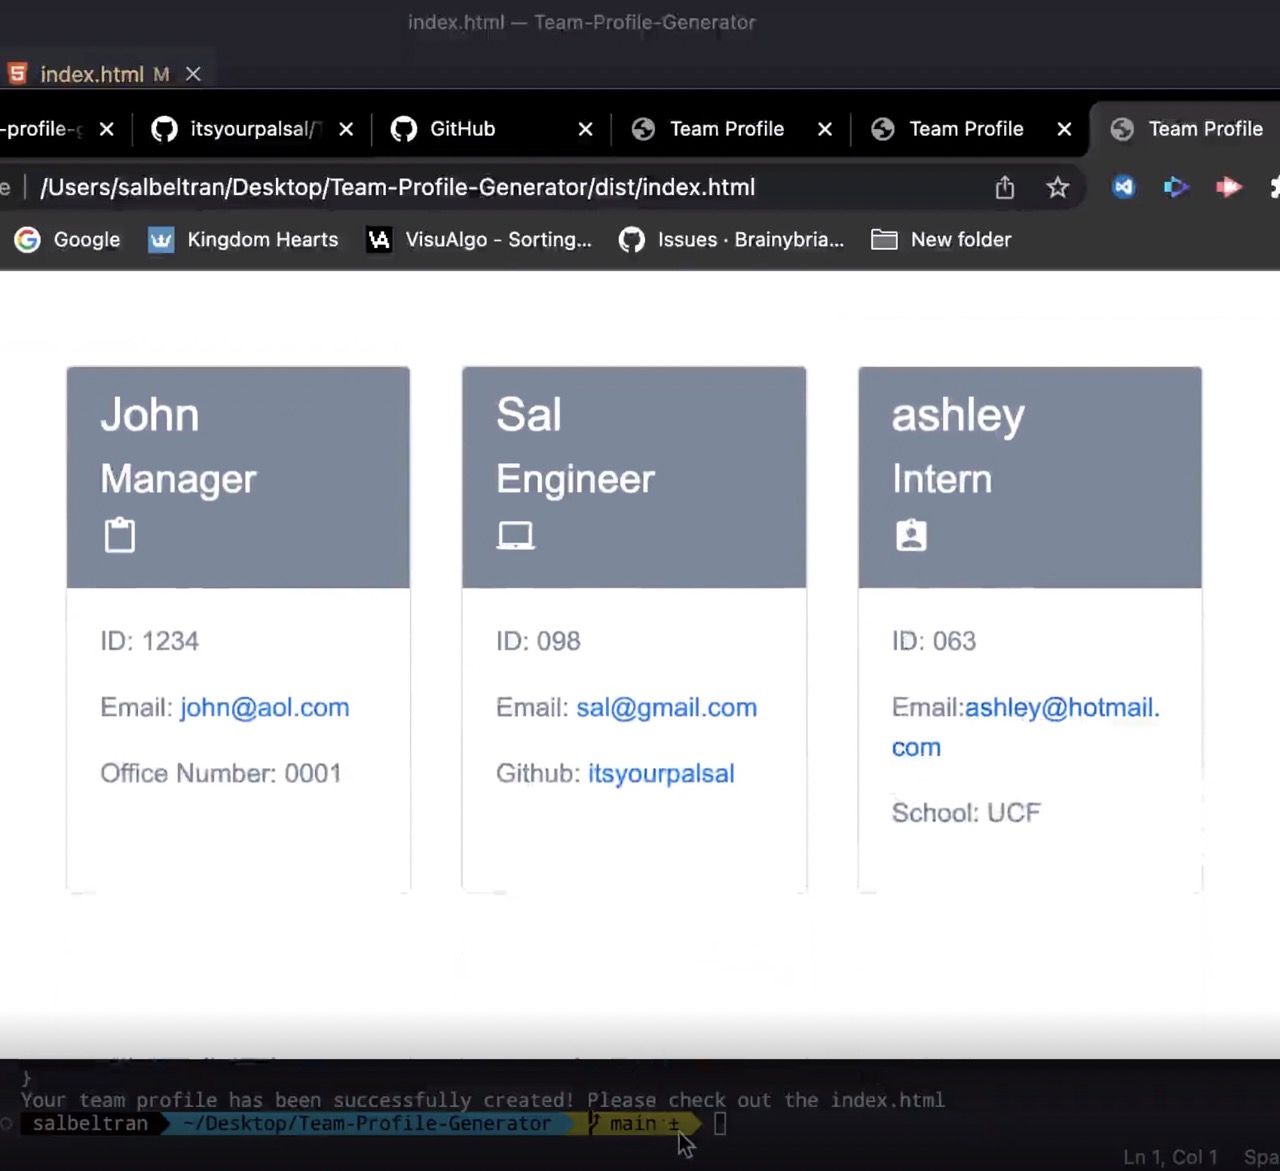 index.html — Team-Profile-Generator
index.html M
-profile- itsyourpalsal/ GitHub Team Profile Team Profile Team Profile
e /Users/salbeltran/Desktop/Team-Profile-Generator/dist/index.html
Google Kingdom Hearts VA VisuAlgo - Sorting... Issues · Brainybria... New folder
John
Manager
ID: 1234
Email: john@aol.com
Office Number: 0001
Sal
Engineer
ID: 098
Email: sal@gmail.com
Github: itsyourpalsal
ashley
Intern
ID: 063
Email:ashley@hotmail.
com
School: UCF
}
Your team profile has been successfully created! Please check out the index.html
salbeltran ~/Desktop/Team-Profile-Generator main ±
Ln 1, Col 1 Spa